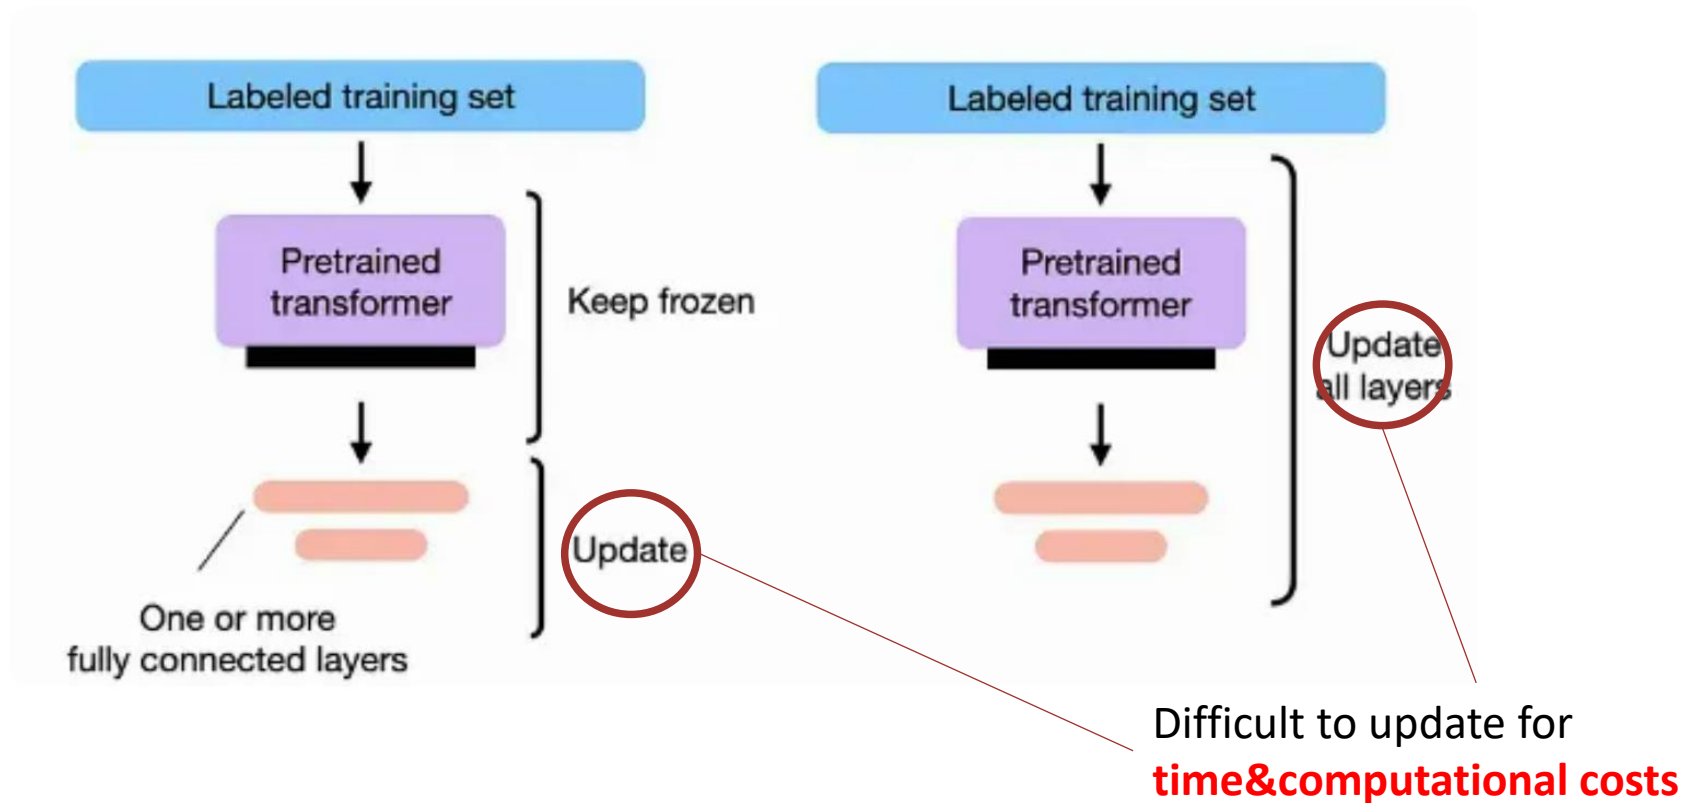 Labeled training set
Pretrained
transformer
Keep frozen
Update
One or more
fully connected layers
Labeled training set
Pretrained
transformer
Update
all layers
Difficult to update for
time&computational costs